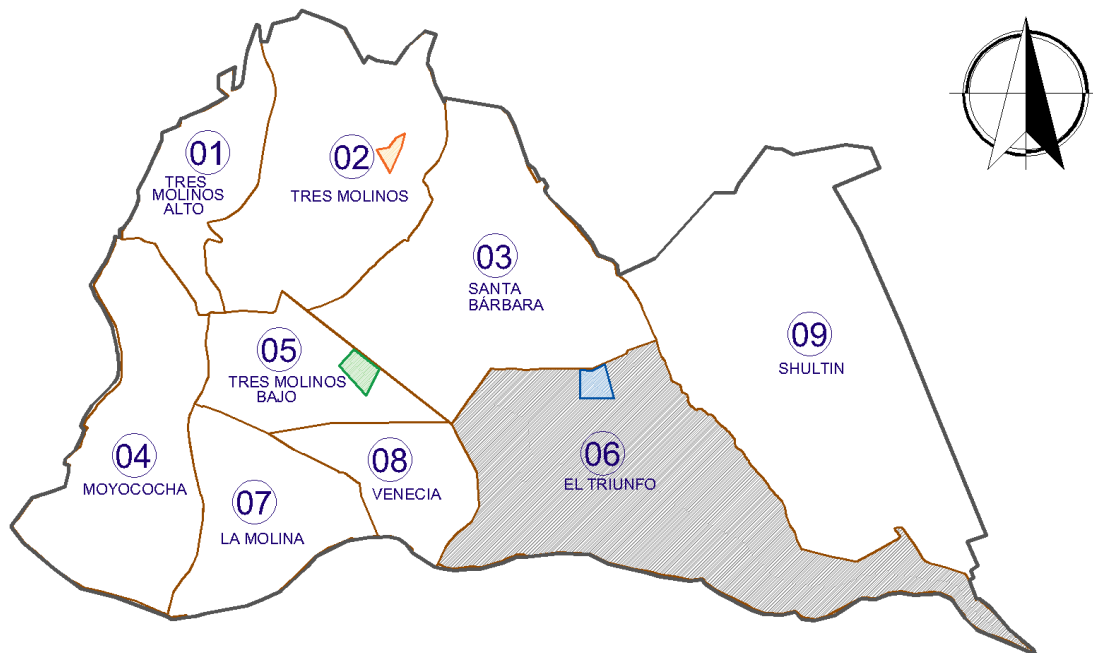 01
TRES
MOLINOS
ALTO
02
TRES MOLINOS
03
SANTA
BÁRBARA
04
MOYOCOCHA
05
TRES MOLINOS
BAJO
06
EL TRIUNFO
07
LA MOLINA
08
VENECIA
09
SHULTIN